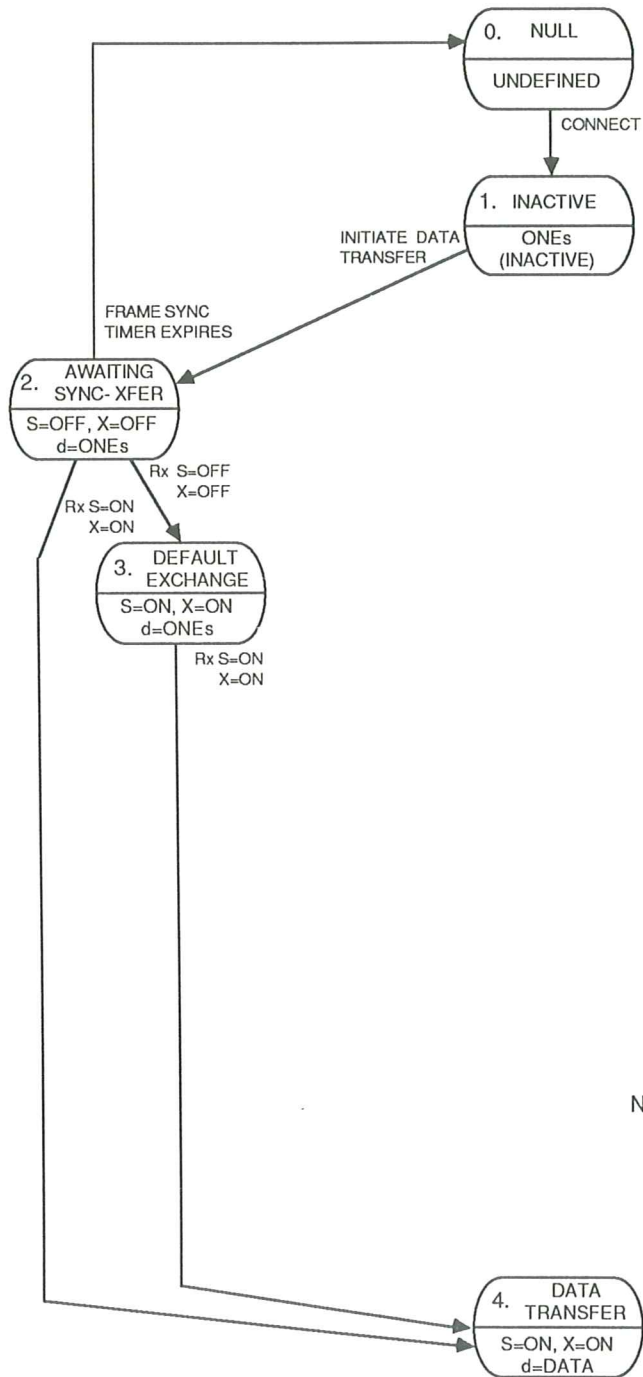 0. NULL
UNDEFINED
CONNECT
1. INACTIVE
ONEs
(INACTIVE)
INITIATE DATA
TRANSFER
FRAME SYNC
TIMER EXPIRES
2. AWAITING
SYNC- XFER
S=OFF, X=OFF
d=ONEs
Rx S=OFF
X=OFF
Rx S=ON
X=ON
3. DEFAULT
EXCHANGE
S=ON, X=ON
d=ONEs
Rx S=ON
X=ON
N
4. DATA
TRANSFER
S=ON, X=ON
d=DATA